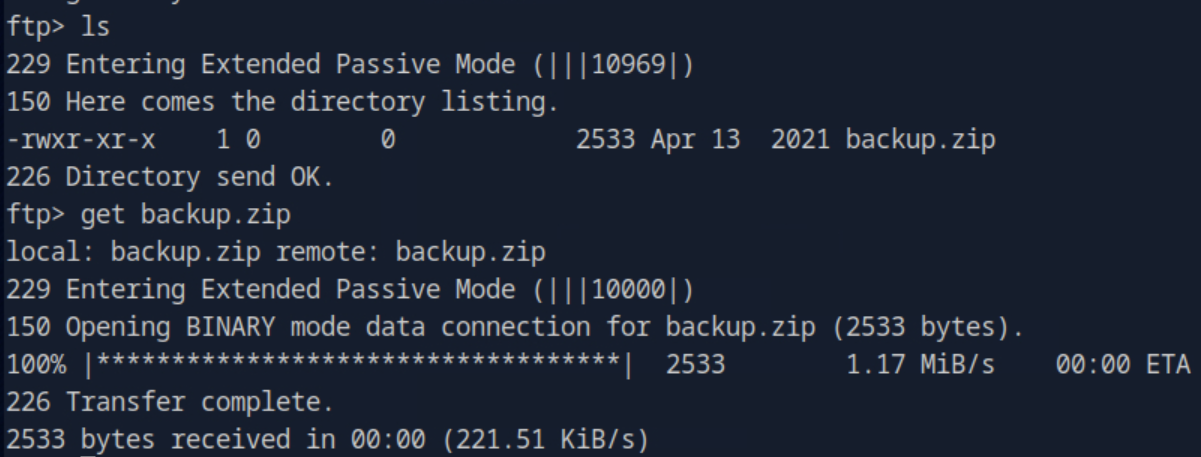 ftp> ls
229 Entering Extended Passive Mode (|||10969|)
150 Here comes the directory listing.
-rwxr-xr-x    1 0        0            2533 Apr 13  2021 backup.zip
226 Directory send OK.
ftp> get backup.zip
local: backup.zip remote: backup.zip
229 Entering Extended Passive Mode (|||10000|)
150 Opening BINARY mode data connection for backup.zip (2533 bytes).
100% |***********************************|  2533        1.17 MiB/s    00:00 ETA
226 Transfer complete.
2533 bytes received in 00:00 (221.51 KiB/s)